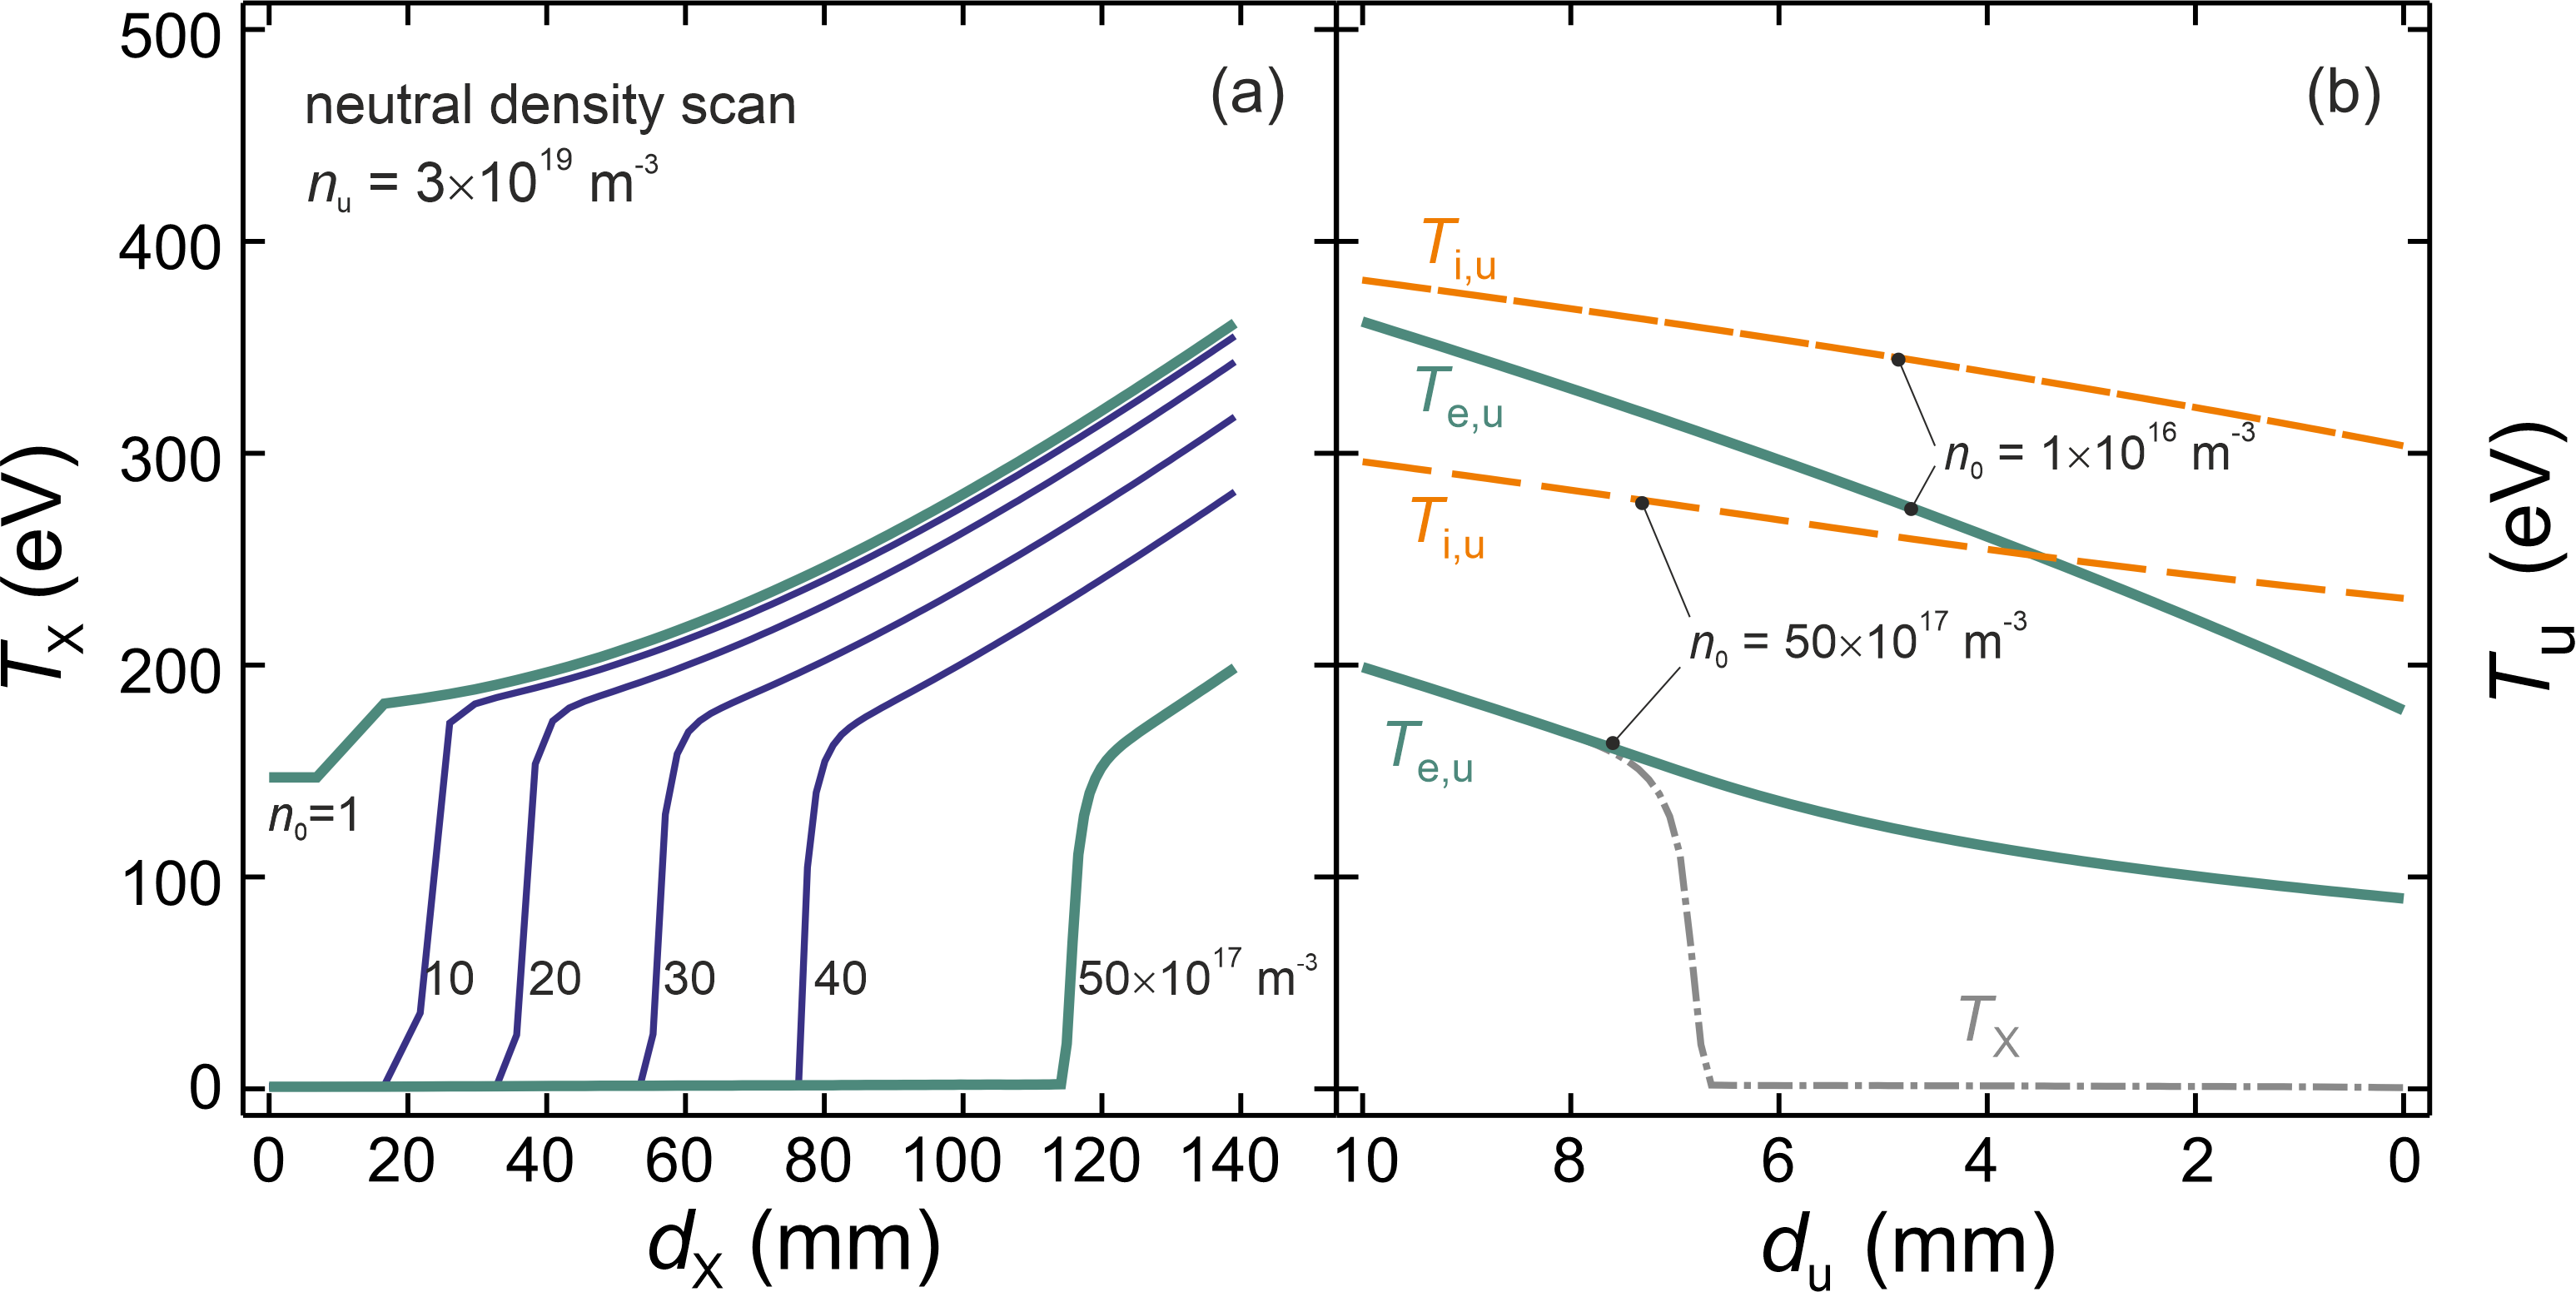 500
400
300
200
100
0
T_X (eV)
neutral density scan
n_u = 3×10^19 m^-3
(a)
n_0=1
10
20
30
40
50×10^17 m^-3
0 20 40 60 80 100 120 140
d_X (mm)
(b)
T_i,u
T_e,u
n_0 = 1×10^16 m^-3
T_i,u
n_0 = 50×10^17 m^-3
T_e,u
T_X
10 8 6 4 2 0
d_u (mm)
T_u (eV)